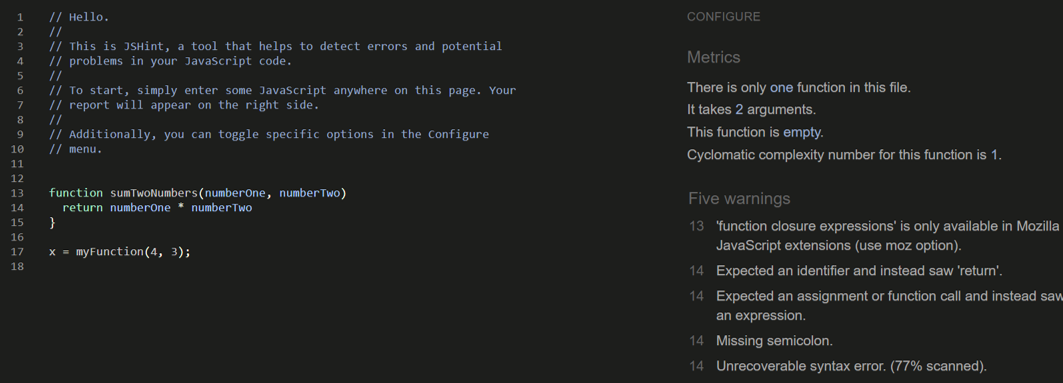 1 // Hello.
2 //
3 // This is JSHint, a tool that helps to detect errors and potential
4 // problems in your JavaScript code.
5 //
6 // To start, simply enter some JavaScript anywhere on this page. Your
7 // report will appear on the right side.
8 //
9 // Additionally, you can toggle specific options in the Configure
10 // menu.
11
12
13 function sumTwoNumbers(numberOne, numberTwo)
14   return numberOne * numberTwo
15 }
16
17 x = myFunction(4, 3);
18
CONFIGURE
Metrics
There is only one function in this file.
It takes 2 arguments.
This function is empty.
Cyclomatic complexity number for this function is 1.
Five warnings
13 'function closure expressions' is only available in Mozilla
JavaScript extensions (use moz option).
14 Expected an identifier and instead saw 'return'.
14 Expected an assignment or function call and instead saw
an expression.
14 Missing semicolon.
14 Unrecoverable syntax error. (77% scanned).